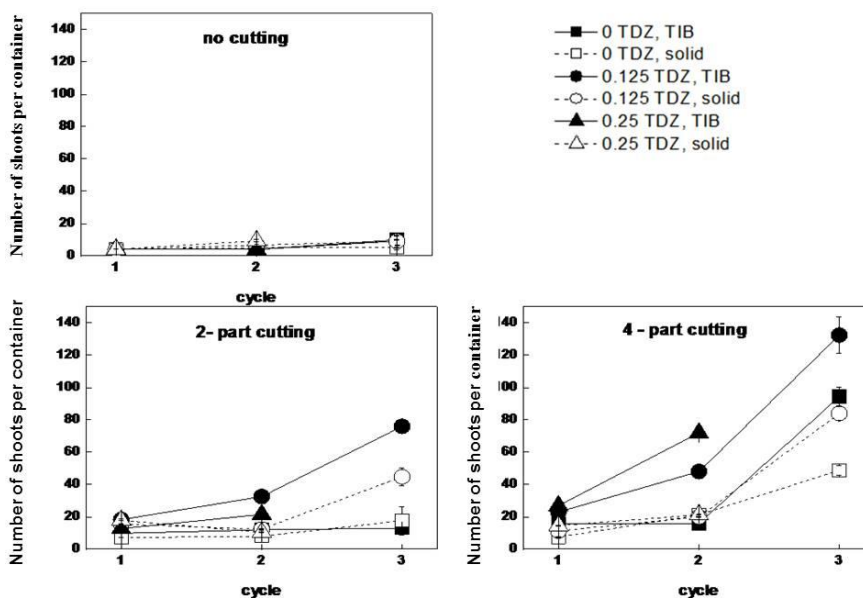 Number of shoots per container
140
120
100
80
60
40
20
0
no cutting
1
2
3
cycle
0 TDZ, TIB
0 TDZ, solid
0.125 TDZ, TIB
0.125 TDZ, solid
0.25 TDZ, TIB
0.25 TDZ, solid
Number of shoots per container
140
120
100
80
60
40
20
0
2- part cutting
1
2
3
cycle
Number of shoots per container
140
120
100
80
60
40
20
0
4 - part cutting
1
2
3
cycle